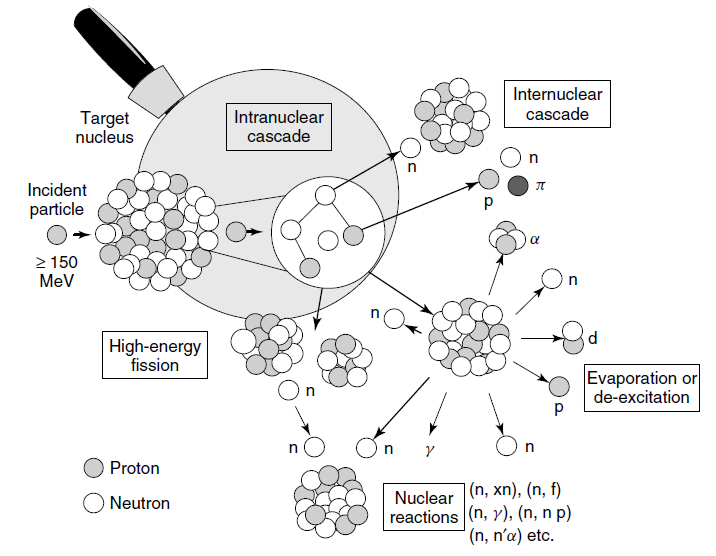 Target
nucleus
Intranuclear
cascade
Internuclear
cascade
Incident
particle
≥ 150
MeV
n
n
p
π
α
n
n
d
p
Evaporation or
de-excitation
High-energy
fission
n
n
n
γ
n
Proton
Neutron
Nuclear
reactions
(n, xn), (n, f)
(n, γ), (n, n p)
(n, n′α) etc.